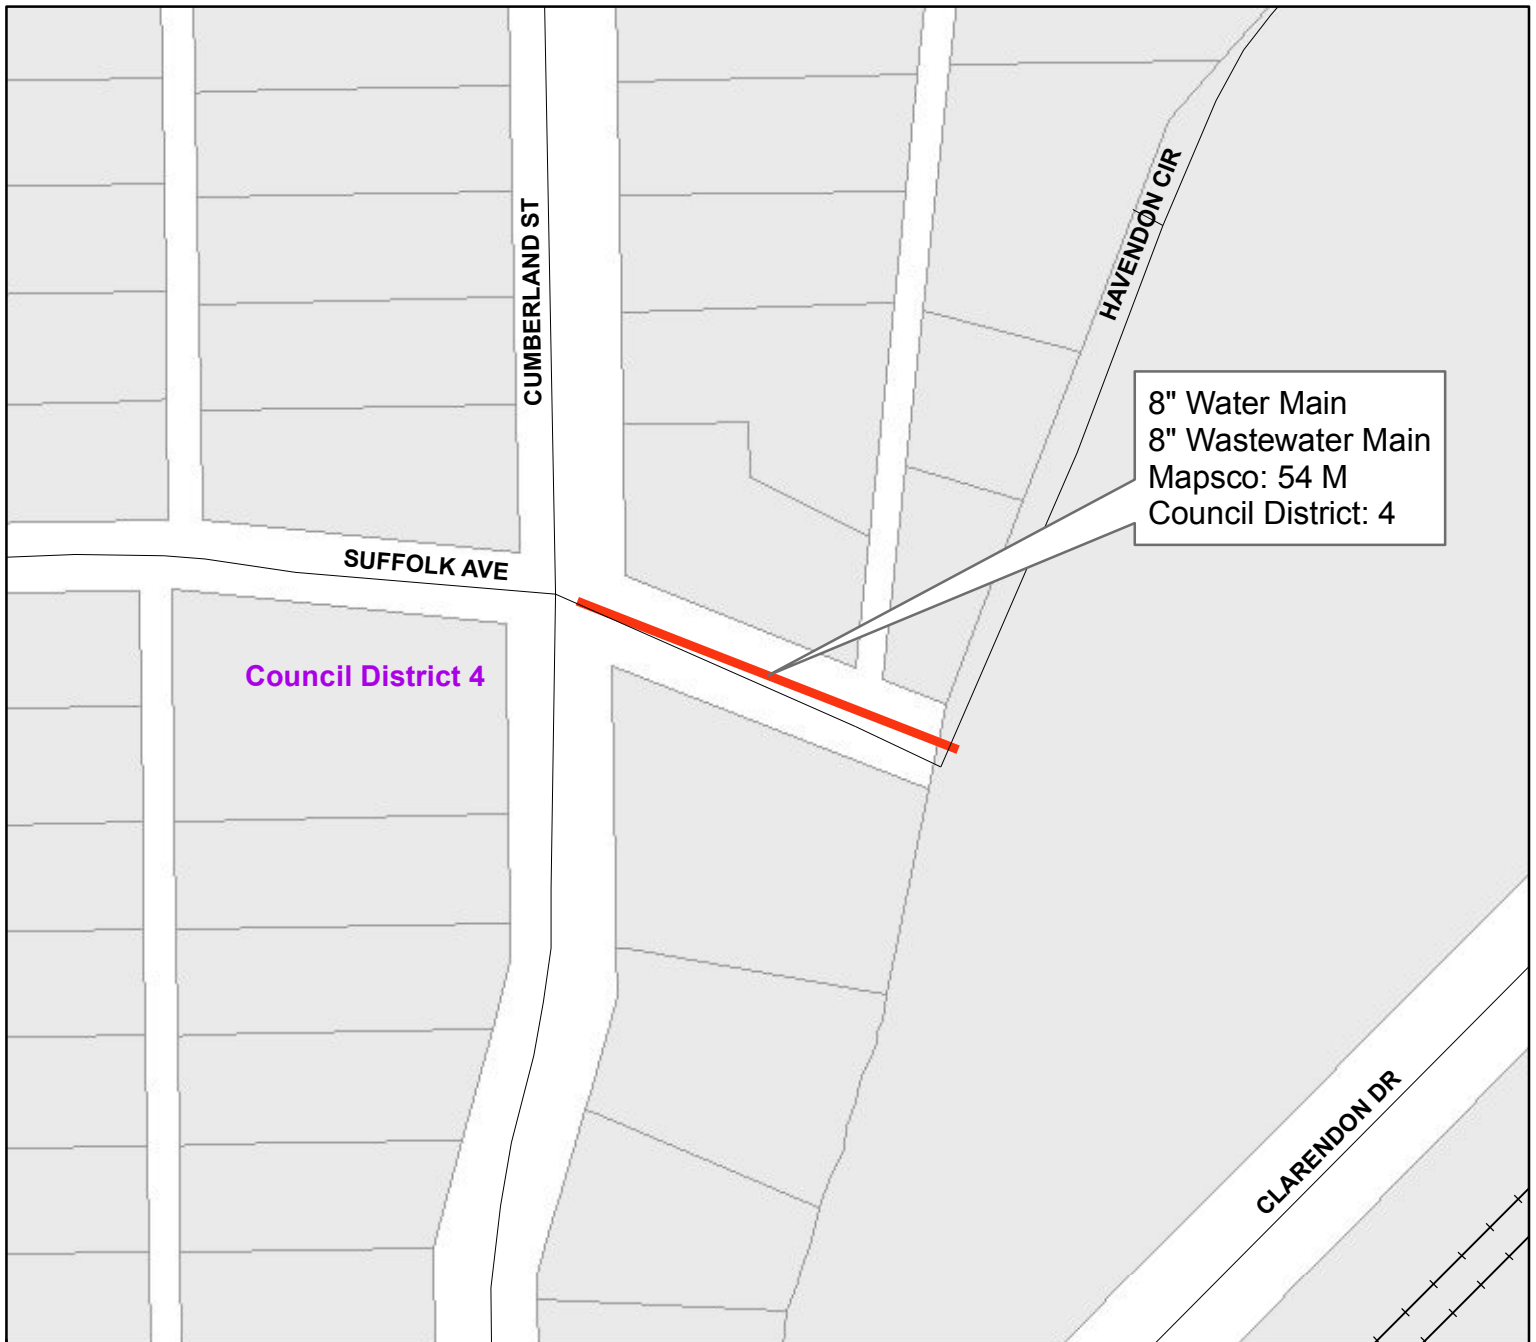 CUMBERLAND ST
HAVENDON CIR
8" Water Main
8" Wastewater Main
Mapsco: 54 M
Council District: 4
SUFFOLK AVE
Council District 4
CLARENDON DR